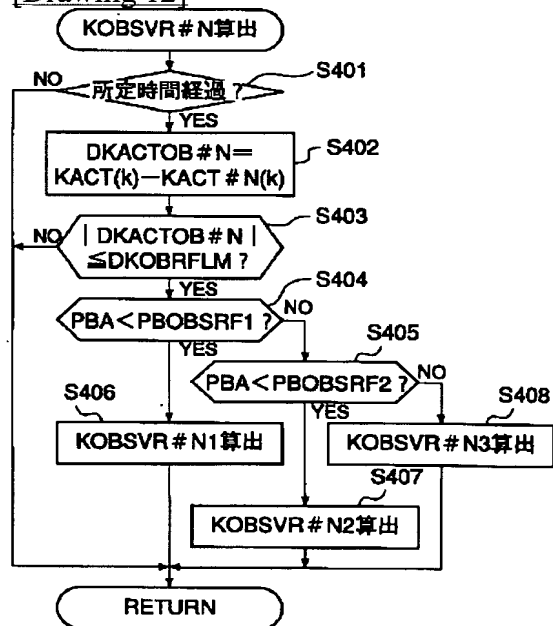 [Drawing 12]
KOBSVR#N算出
S401
NO
所定時間経過?
YES
DKACTOB#N=
KACT(k)-KACT#N(k)
S402
S403
NO
|DKACTOB#N|
≦DKOBRFLM?
YES
S404
PBA<PBOBSRF1?
NO
YES
S405
PBA<PBOBSRF2?
NO
YES
S406
KOBSVR#N1算出
S408
KOBSVR#N3算出
S407
KOBSVR#N2算出
RETURN